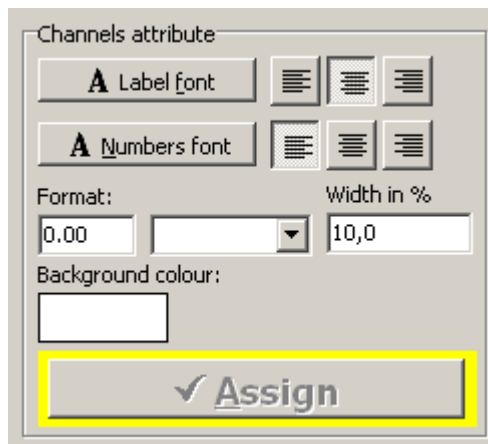 Channels attribute
A Label font
A Numbers font
Format: Width in %
0.00 10,0
Background colour:
Assign